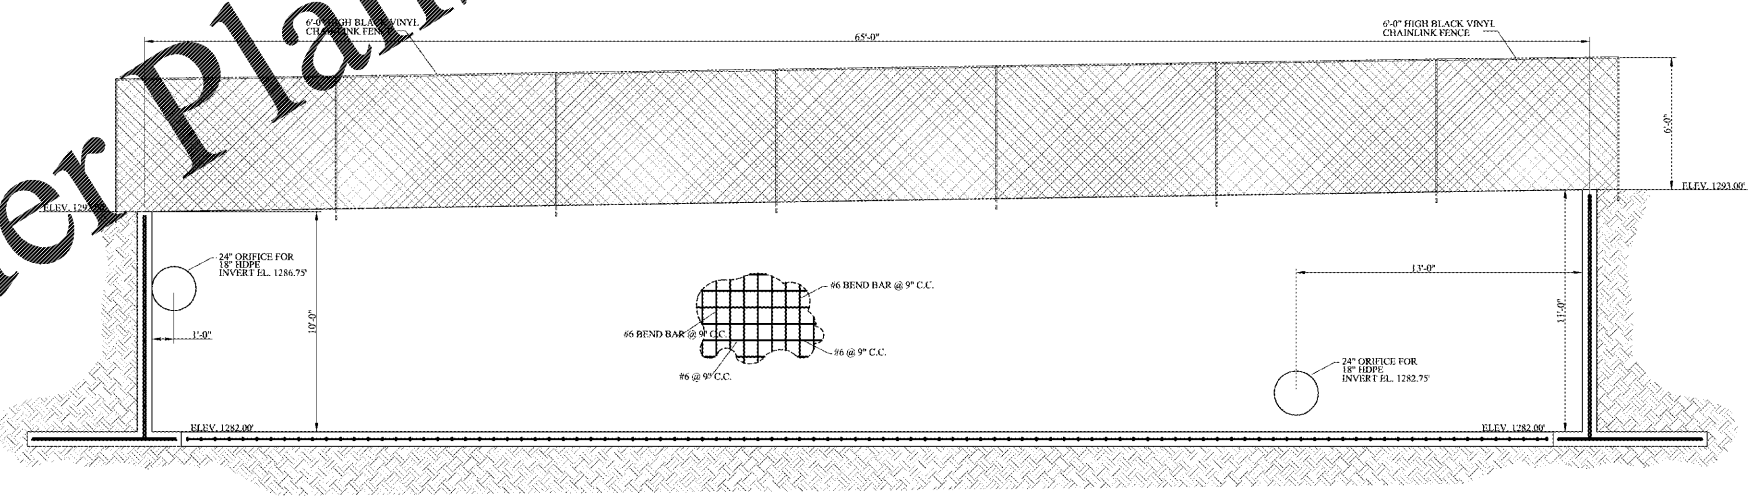 er Plan
6'-0" HIGH BLACK VINYL
CHAINLINK FENCE
65'-0"
6'-0" HIGH BLACK VINYL
CHAINLINK FENCE
6'-0"
ELEV. 1293.00'
ELEV.
24" ORIFICE FOR
18" HDPE
INVERT EL. 1286.75'
13'-0"
#6 BEND BAR @ 9" C.C.
10'-0"
11'-0"
1'-0"
#6 BEND BAR @ 9" C.C.
#6 @ 9" C.C.
24" ORIFICE FOR
18" HDPE
INVERT EL. 1282.75'
#6 @ 9" C.C.
ELEV. 1282.00'
ELEV. 1282.00'